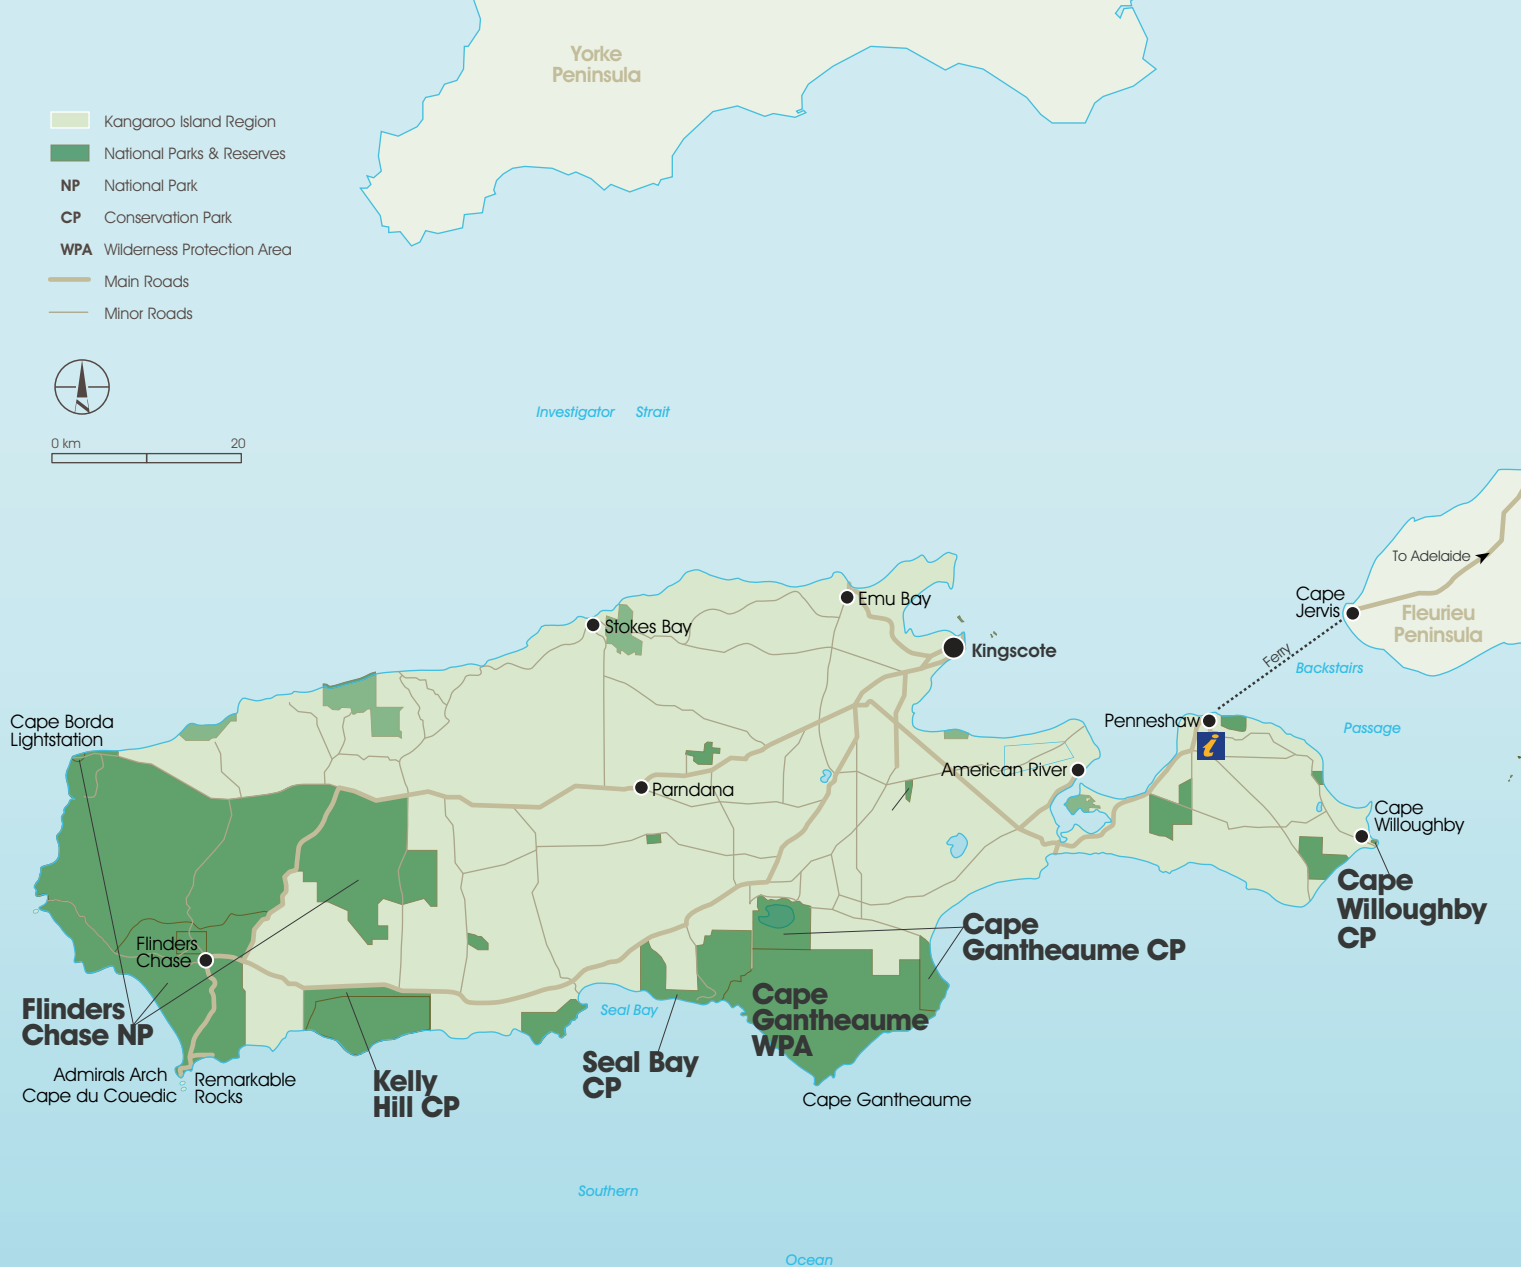 Yorke
Peninsula
Kangaroo Island Region
National Parks & Reserves
NP National Park
CP Conservation Park
WPA Wilderness Protection Area
Main Roads
Minor Roads
N
0 km 20
Investigator Strait
To Adelaide
Cape
Jervis
Fleurieu
Peninsula
Ferry
Backstairs
Passage
Emu Bay
Stokes Bay
Kingscote
Cape Borda
Lightstation
Penneshaw
i
American River
Parndana
Cape
Willoughby
Cape
Willoughby
CP
Flinders
Chase
Cape
Gantheaume CP
Flinders
Chase NP
Cape
Gantheaume
WPA
Seal Bay
Seal Bay
CP
Kelly
Hill CP
Admirals Arch
Cape du Couedic
Remarkable
Rocks
Cape Gantheaume
Southern
Ocean